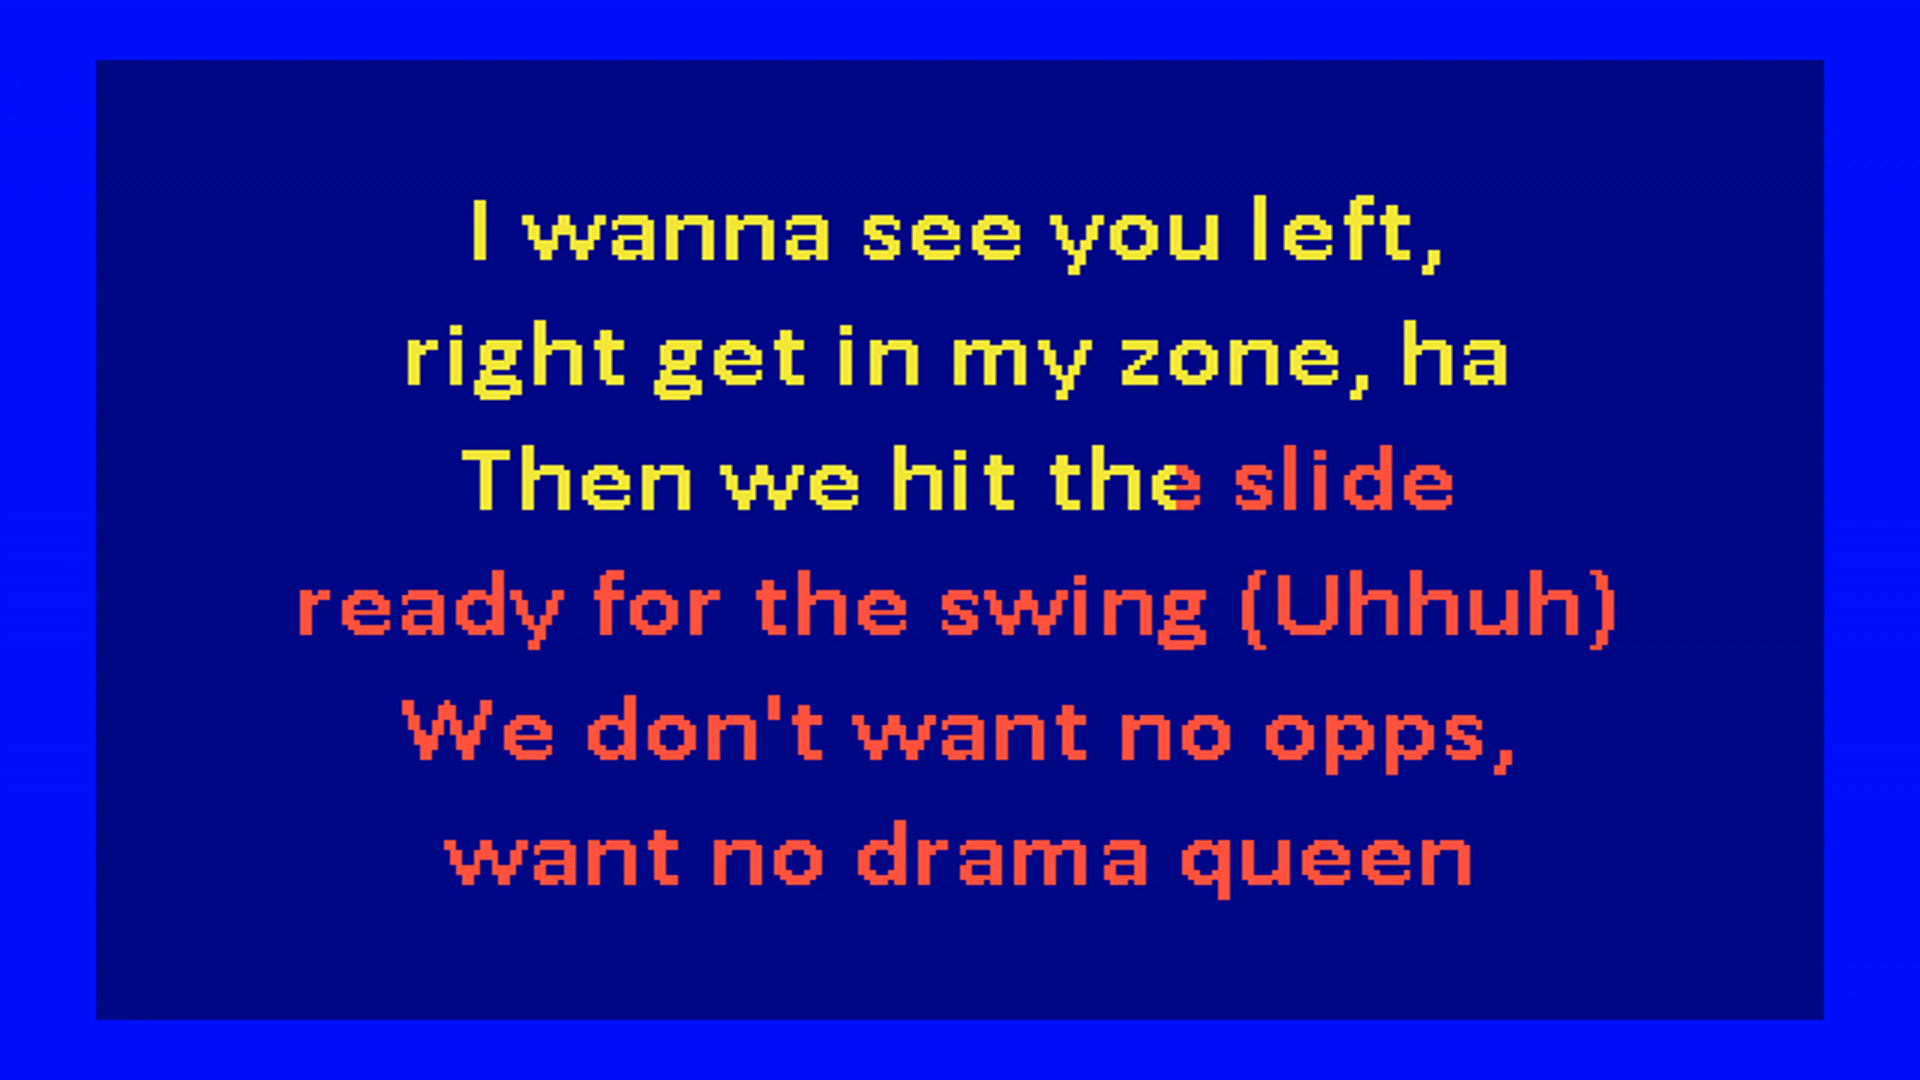 I wanna see you left,
right get in my zone, ha
Then we hit the slide
ready for the swing (Uhhuh)
We don't want no opps,
want no drama queen